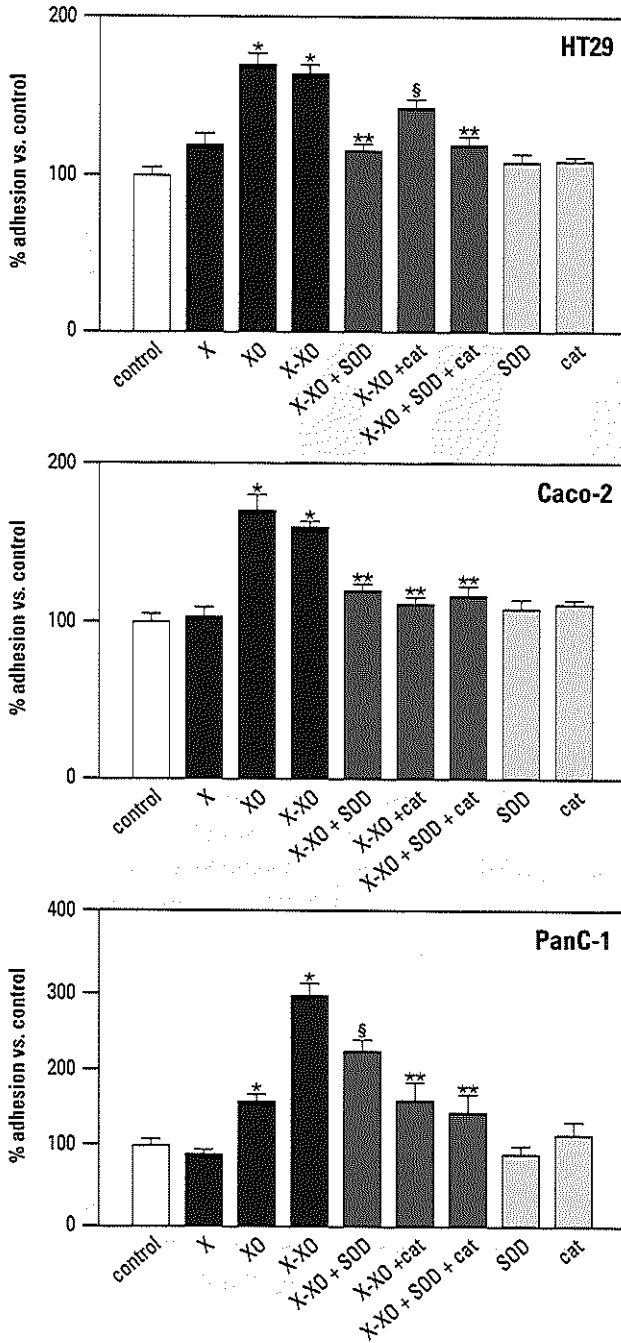 HT29
% adhesion vs. control
200
100
0
*
*
**
§
**
control
X
XO
X-XO
X-XO + SOD
X-XO +cat
X-XO + SOD + cat
SOD
cat
Caco-2
% adhesion vs. control
200
100
0
*
*
**
**
**
control
X
XO
X-XO
X-XO + SOD
X-XO +cat
X-XO + SOD + cat
SOD
cat
PanC-1
% adhesion vs. control
400
300
200
100
0
*
*
§
**
**
control
X
XO
X-XO
X-XO + SOD
X-XO +cat
X-XO + SOD + cat
SOD
cat